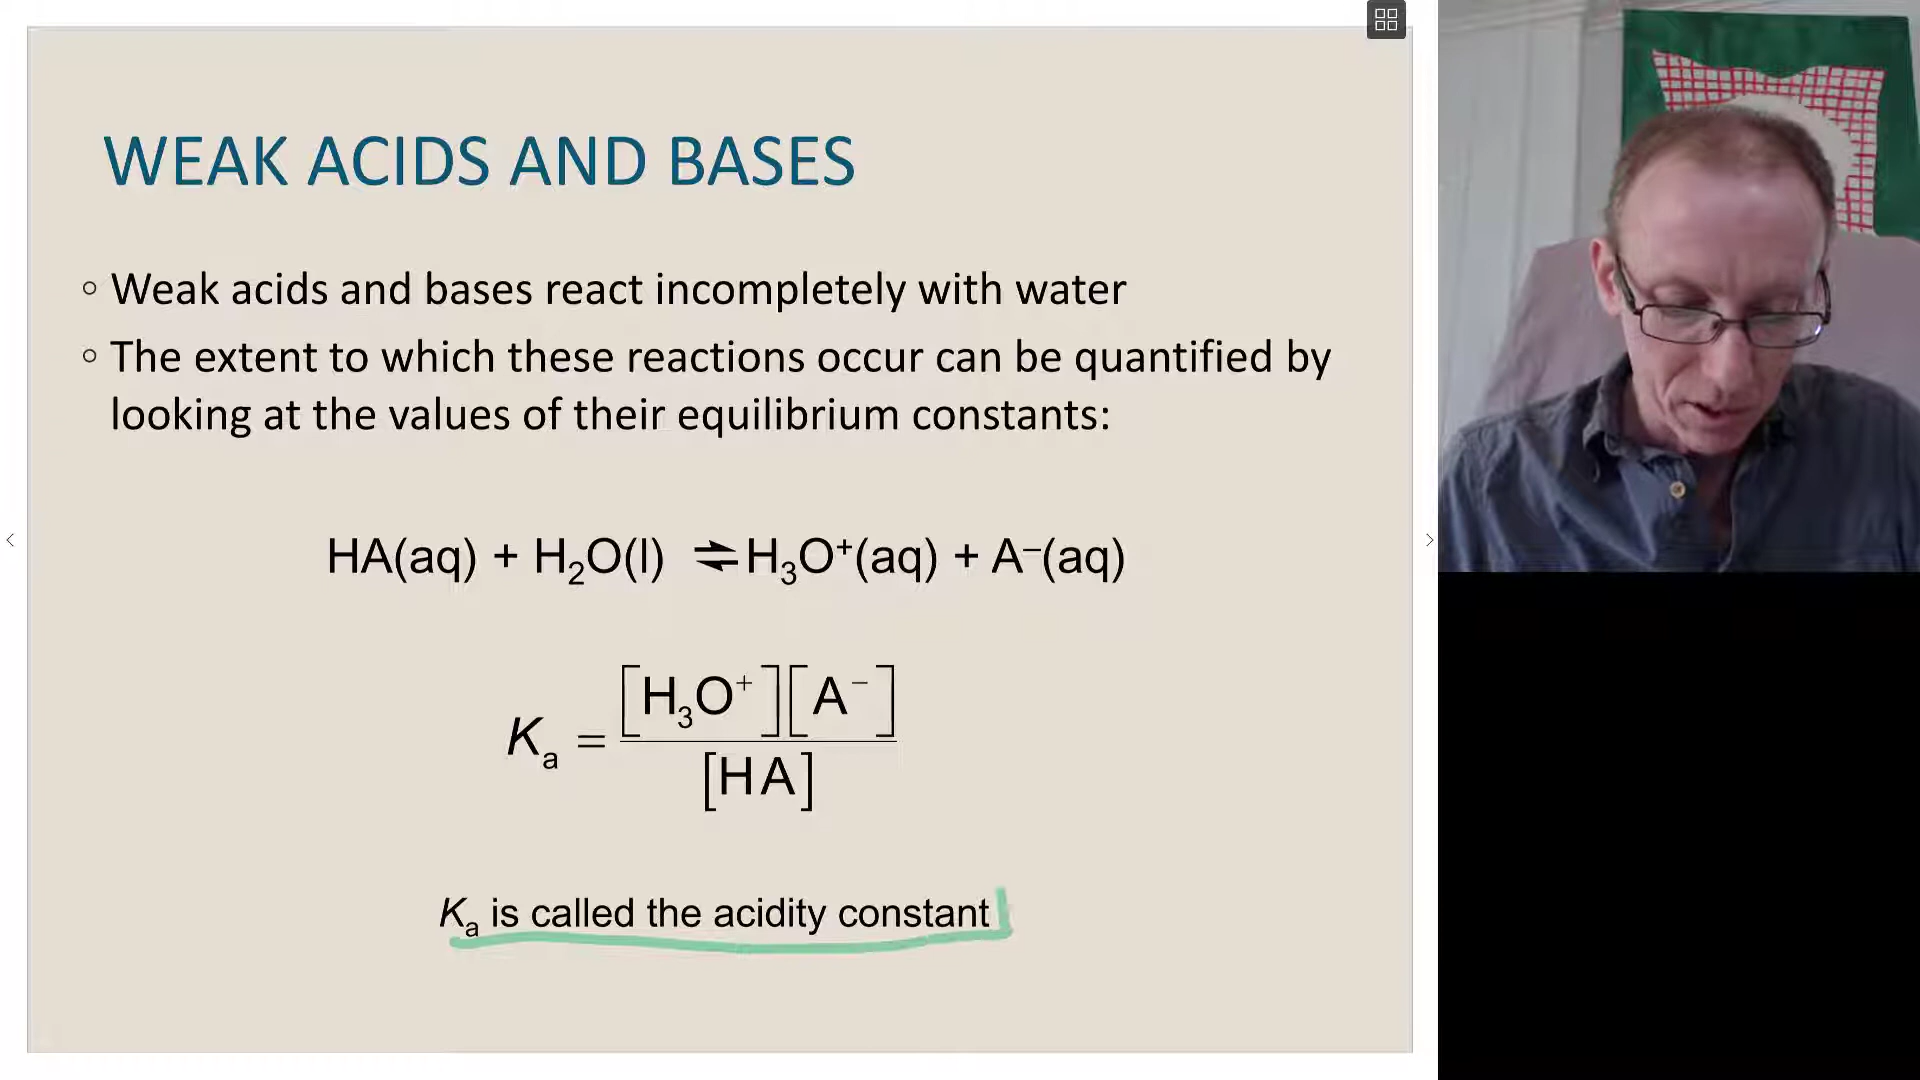 WEAK ACIDS AND BASES
◦ Weak acids and bases react incompletely with water
◦ The extent to which these reactions occur can be quantified by
looking at the values of their equilibrium constants:
HA(aq) + H₂O(l) ⇌ H₃O⁺(aq) + A⁻(aq)
Kₐ = [H₃O⁺][A⁻] / [HA]
Kₐ is called the acidity constant